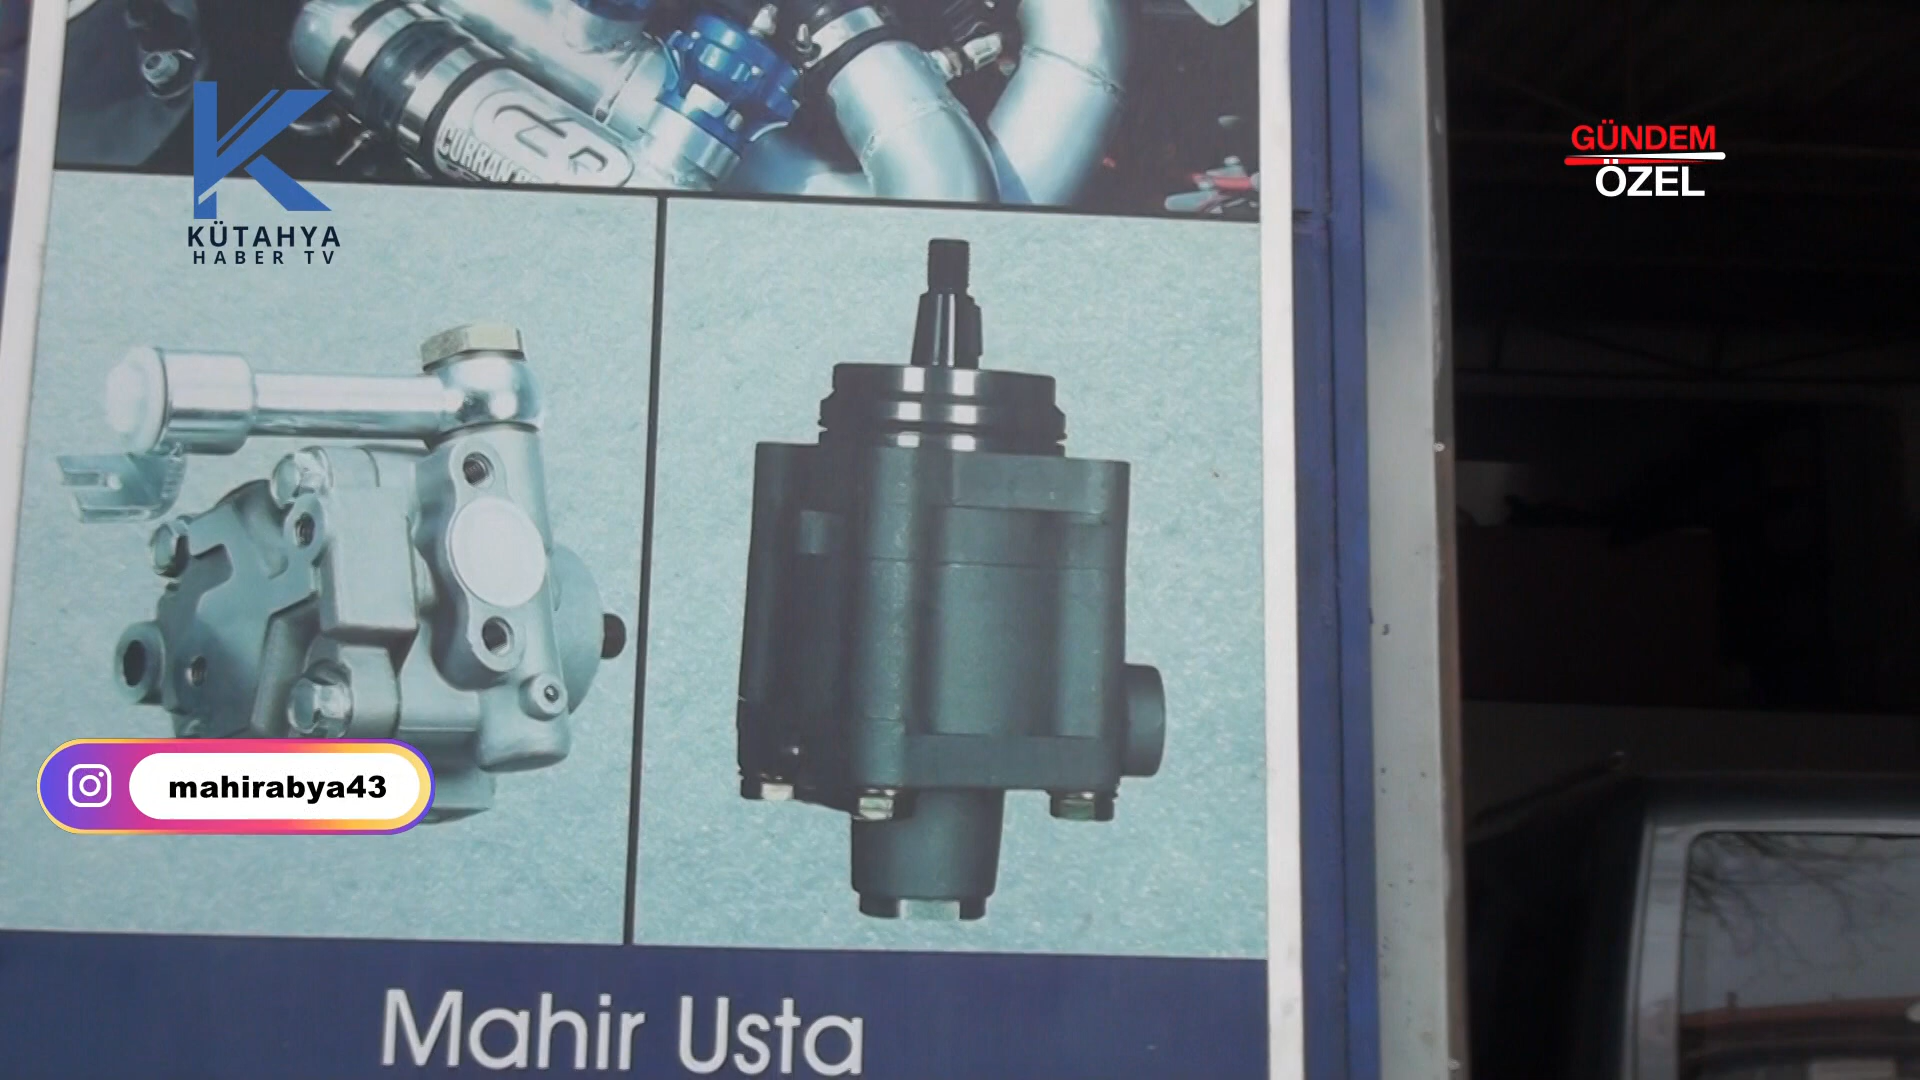 KÜTAHYA
HABER TV
GÜNDEM
ÖZEL
mahirabya43
Mahir Usta